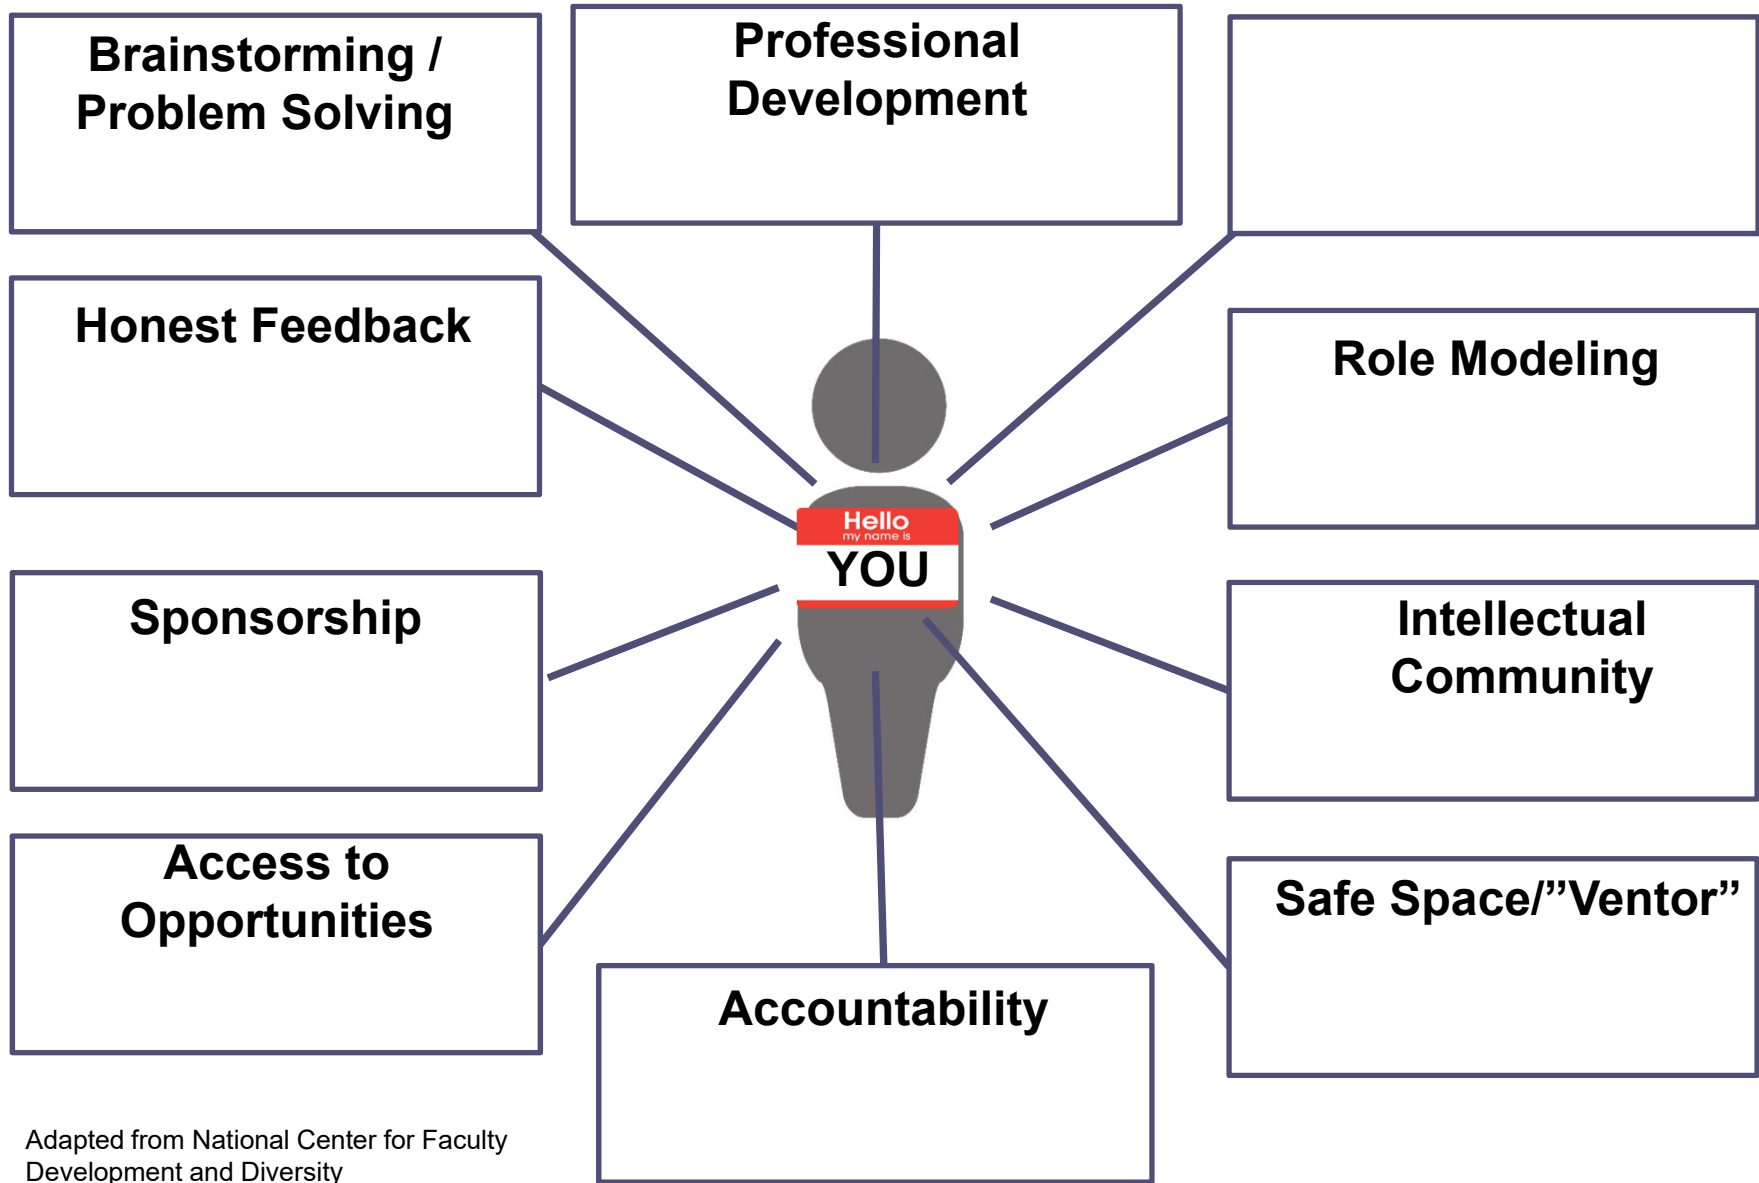 Brainstorming /
Problem Solving
Professional
Development
Honest Feedback
Role Modeling
Hello
my name is
YOU
Sponsorship
Intellectual
Community
Access to
Opportunities
Safe Space/”Ventor”
Accountability
Adapted from National Center for Faculty
Development and Diversity